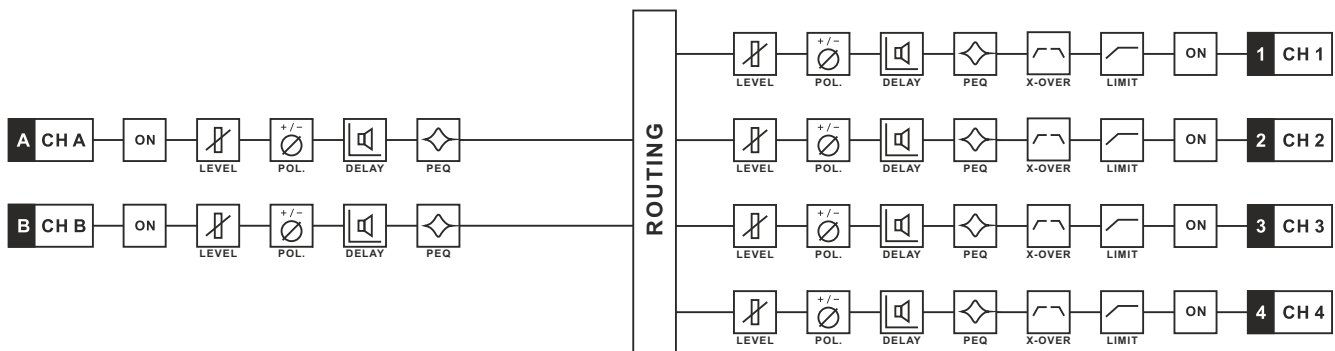 A CH A ON +/− LEVEL POL. DELAY PEQ
B CH B ON +/− LEVEL POL. DELAY PEQ
ROUTING
+/− ON 1 CH 1
LEVEL POL. DELAY PEQ X-OVER LIMIT
+/− ON 2 CH 2
LEVEL POL. DELAY PEQ X-OVER LIMIT
+/− ON 3 CH 3
LEVEL POL. DELAY PEQ X-OVER LIMIT
+/− ON 4 CH 4
LEVEL POL. DELAY PEQ X-OVER LIMIT